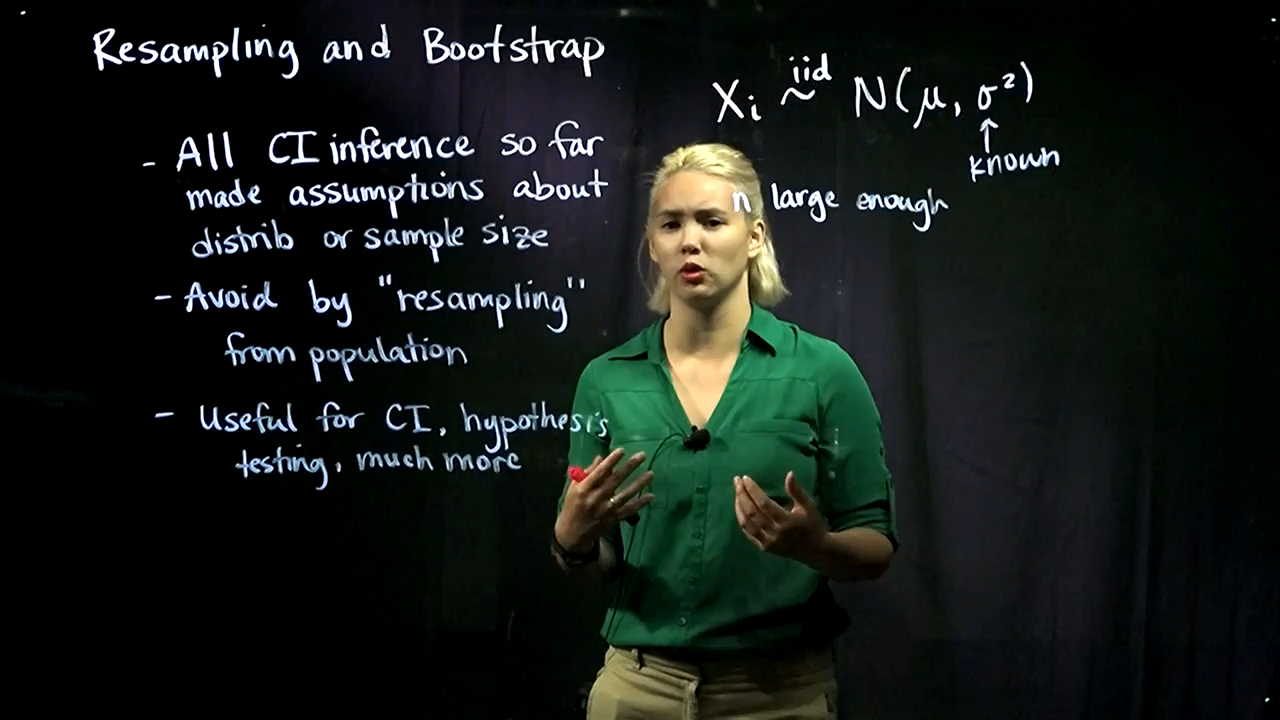 Resampling and Bootstrap
- All CI inference so far
made assumptions about
distrib or sample size
- Avoid by "resampling"
from population
- Useful for CI, hypothesis
testing, much more
Xi iid ~ N(μ, σ²)
↑
known
n large enough